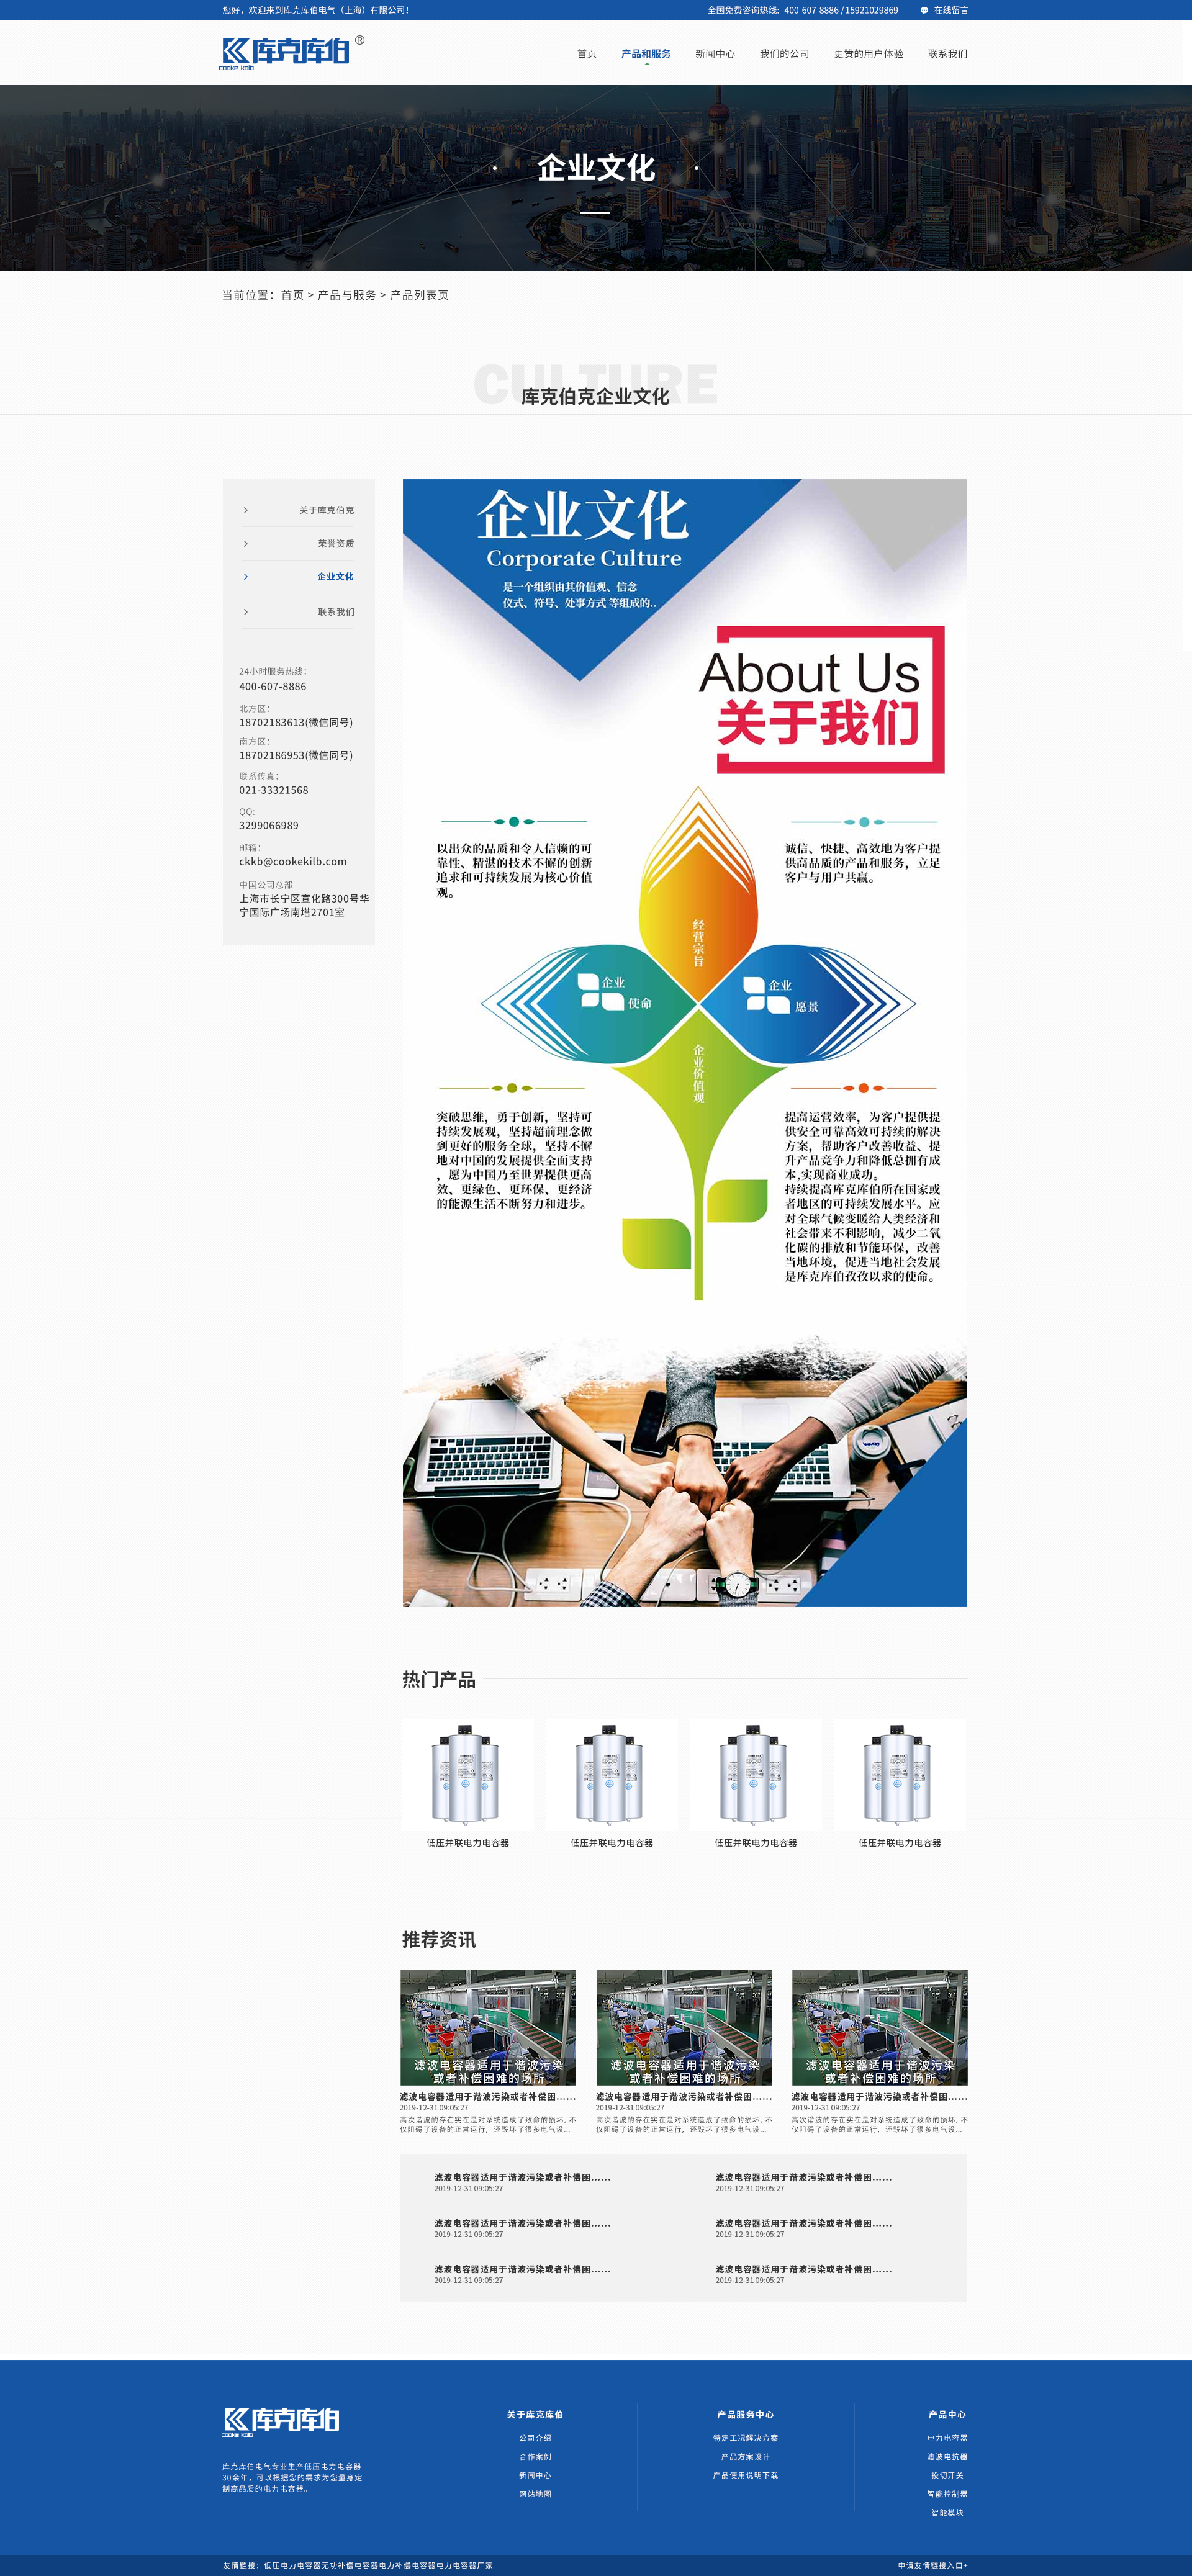 您好，欢迎来到库克库伯电气（上海）有限公司！
全国免费咨询热线: 400-607-8886 / 15921029869
在线留言
库克库伯®
cooke koib
首页
产品和服务
新闻中心
我们的公司
更赞的用户体验
联系我们
· 企业文化 ·
当前位置：首页 > 产品与服务 > 产品列表页
CULTURE
库克伯克企业文化
关于库克伯克
荣誉资质
企业文化
联系我们
24小时服务热线：
400-607-8886
北方区：
18702183613(微信同号)
南方区：
18702186953(微信同号)
联系传真：
021-33321568
QQ:
3299066989
邮箱：
ckkb@cookekilb.com
中国公司总部
上海市长宁区宣化路300号华
宁国际广场南塔2701室
企业文化
Corporate Culture
是一个组织由其价值观、信念
仪式、符号、处事方式 等组成的..
About Us
关于我们
以出众的品质和令人信赖的可
靠性、精湛的技术不懈的创新
追求和可持续发展为核心价值
观。
诚信、快捷、高效地为客户提
供高品质的产品和服务，立足
客户与用户共赢。
经营宗旨
企业
使命
企业
愿景
企业价值观
突破思维，勇于创新，坚持可
持续发展观，坚持超前理念做
到更好的服务全球，坚持不懈
地对中国的发展提供全面支持
，愿为中国乃至世界提供更高
效、更绿色、更环保、更经济
的能源生活不断努力和进步。
提高运营效率，为客户提供提
供安全可靠高效可持续的解决
方案，帮助客户改善收益、提
升产品竞争力和降低总拥有成
本,实现商业成功。
持续提高库克库伯所在国家或
者地区的可持续发展水平。应
对全球气候变暖给人类经济和
社会带来不利影响，减少二氧
化碳的排放和节能环保，改善
当地环境，促进当地社会发展
是库克库伯孜孜以求的使命。
热门产品
低压并联电力电容器
低压并联电力电容器
低压并联电力电容器
低压并联电力电容器
推荐资讯
滤波电容器适用于谐波污染
或者补偿困难的场所
滤波电容器适用于谐波污染
或者补偿困难的场所
滤波电容器适用于谐波污染
或者补偿困难的场所
滤波电容器适用于谐波污染或者补偿困......
2019-12-31 09:05:27
高次谐波的存在实在是对系统造成了致命的损坏, 不
仅阻碍了设备的正常运行，还毁坏了很多电气设...
滤波电容器适用于谐波污染或者补偿困......
2019-12-31 09:05:27
高次谐波的存在实在是对系统造成了致命的损坏, 不
仅阻碍了设备的正常运行，还毁坏了很多电气设...
滤波电容器适用于谐波污染或者补偿困......
2019-12-31 09:05:27
高次谐波的存在实在是对系统造成了致命的损坏, 不
仅阻碍了设备的正常运行，还毁坏了很多电气设...
滤波电容器适用于谐波污染或者补偿困......
2019-12-31 09:05:27
滤波电容器适用于谐波污染或者补偿困......
2019-12-31 09:05:27
滤波电容器适用于谐波污染或者补偿困......
2019-12-31 09:05:27
滤波电容器适用于谐波污染或者补偿困......
2019-12-31 09:05:27
滤波电容器适用于谐波污染或者补偿困......
2019-12-31 09:05:27
滤波电容器适用于谐波污染或者补偿困......
2019-12-31 09:05:27
库克库伯
cooke koib
库克库伯电气专业生产低压电力电容器
30余年，可以根据您的需求为您量身定
制高品质的电力电容器。
关于库克库伯
公司介绍
合作案例
新闻中心
网站地图
产品服务中心
特定工况解决方案
产品方案设计
产品使用说明下载
产品中心
电力电容器
滤波电抗器
投切开关
智能控制器
智能模块
友情链接：低压电力电容器无功补偿电容器电力补偿电容器电力电容器厂家
申请友情链接入口+